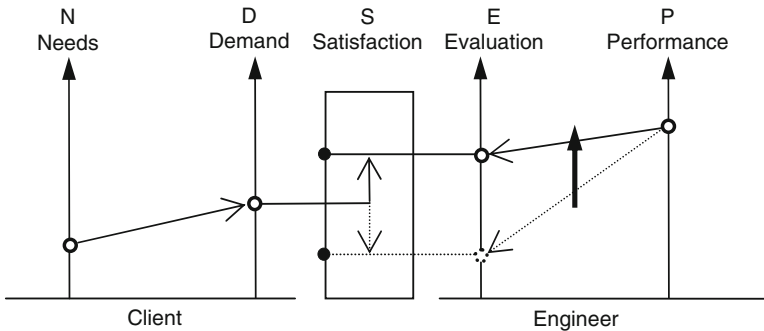 N D S E P
Needs Demand Satisfaction Evaluation Performance
Client Engineer